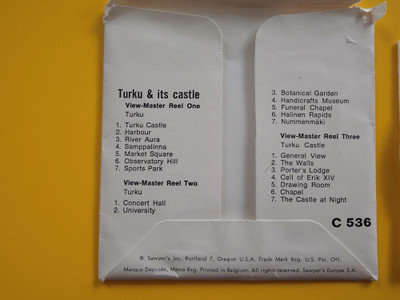 Turku & its castle
View-Master Reel One
Turku
1. Turku Castle
2. Harbour
3. River Aura
4. Samppalinna
5. Market Square
6. Observatory Hill
7. Sports Park
View-Master Reel Two
Turku
1. Concert Hall
2. University
3. Botanical Garden
4. Handicrafts Museum
5. Funeral Chapel
6. Halinen Rapids
7. Nummenmäki
View-Master Reel Three
Turku Castle
1. General View
2. The Walls
3. Porter's Lodge
4. Cell of Erik XIV
5. Drawing Room
6. Chapel
7. The Castle at Night
C 536
® Sawyer's Inc. Portland 7, Oregon U.S.A. Trade Mark Reg. U.S. Pat. Off.
Marque Déposée, Marca Reg. Printed in Belgium. All rights reserved. Sawyer's Europe S.A.